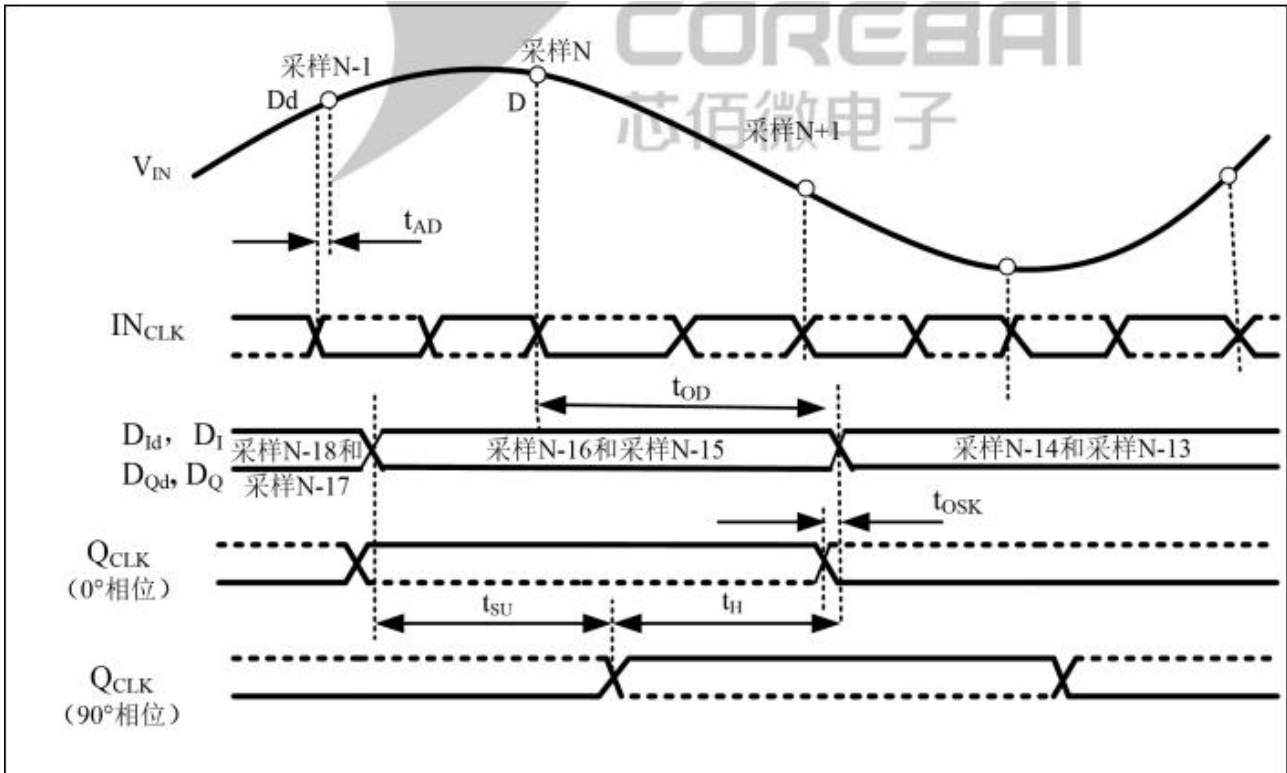 COREBAI
芯佰微电子
采样N-1
采样N
Dd
D
采样N+1
VIN
tAD
INCLK
tOD
DId, DI
DQd, DQ
采样N-18和
采样N-17
采样N-16和采样N-15
采样N-14和采样N-13
tOSK
QCLK
（0°相位）
tSU
tH
QCLK
（90°相位）